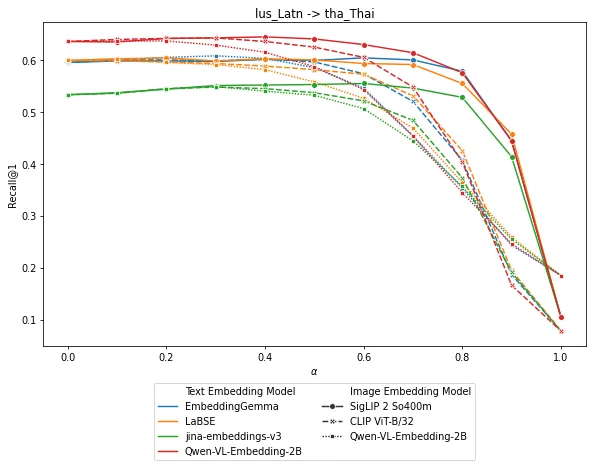 lus_Latn -> tha_Thai
Recall@1
0.6
0.5
0.4
0.3
0.2
0.1
0.0 0.2 0.4 0.6 0.8 1.0
α
Text Embedding Model
EmbeddingGemma
LaBSE
jina-embeddings-v3
Qwen-VL-Embedding-2B
Image Embedding Model
SigLIP 2 So400m
CLIP ViT-B/32
Qwen-VL-Embedding-2B